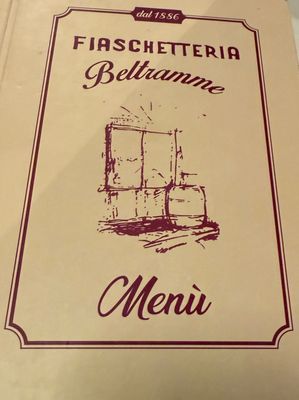 dal 1886
FIASCHETTERIA
Beltramme
Menù